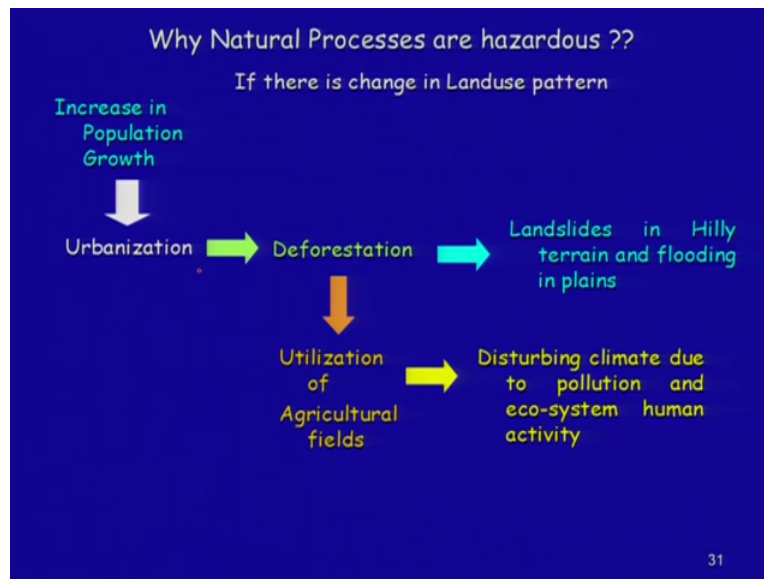 Why Natural Processes are hazardous ??
If there is change in Landuse pattern
Increase in
Population
Growth
Urbanization
Deforestation
Landslides in Hilly
terrain and flooding
in plains
Utilization
of
Agricultural
fields
Disturbing climate due
to pollution and
eco-system human
activity
31